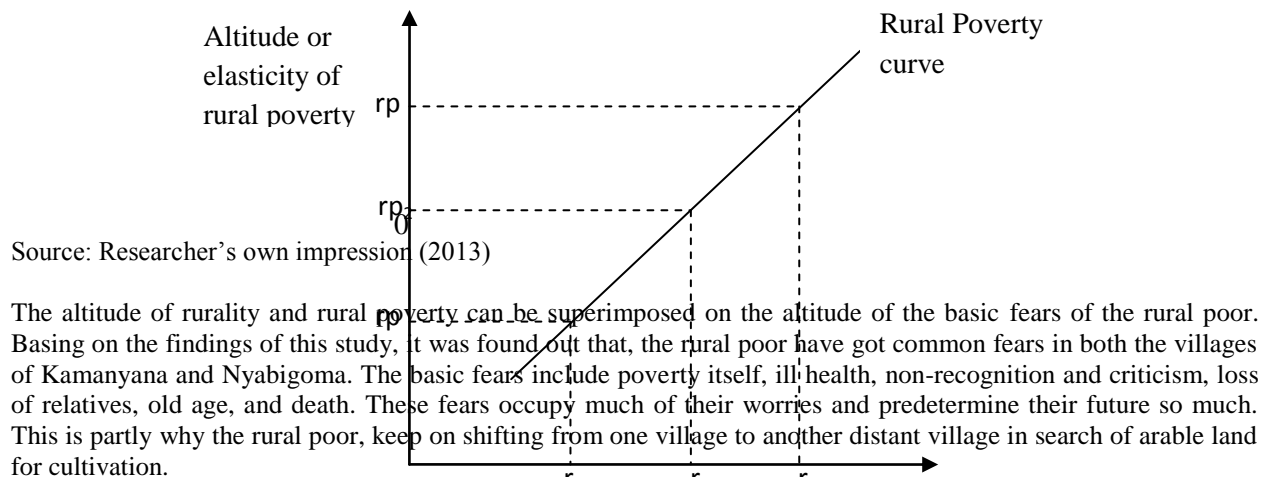 Altitude or
elasticity of
rural poverty
Rural Poverty
curve
rp
rp
0
Source: Researcher's own impression (2013)
rp
The altitude of rurality and rural poverty can be superimposed on the altitude of the basic fears of the rural poor.
Basing on the findings of this study, it was found out that, the rural poor have got common fears in both the villages
of Kamanyana and Nyabigoma. The basic fears include poverty itself, ill health, non-recognition and criticism, loss
of relatives, old age, and death. These fears occupy much of their worries and predetermine their future so much.
This is partly why the rural poor, keep on shifting from one village to another distant village in search of arable land
for cultivation.
r r r